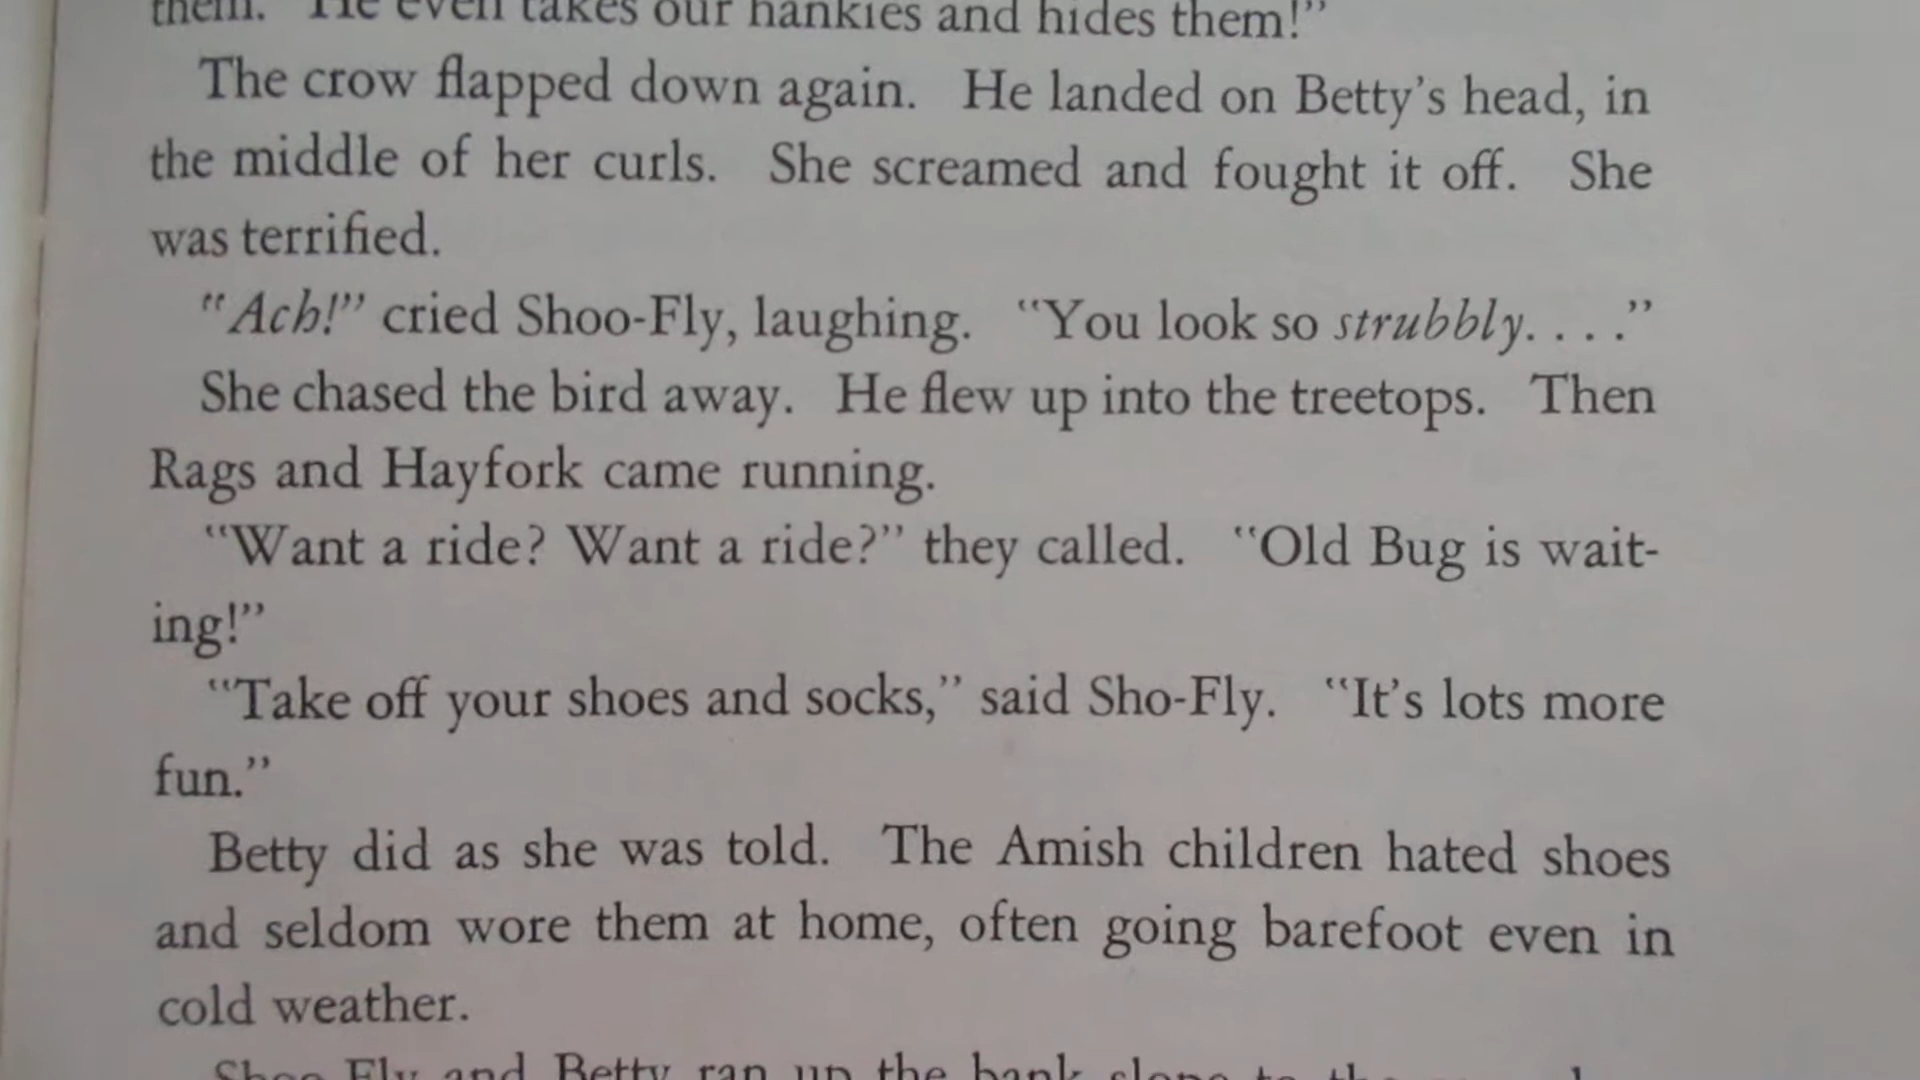 them. He even takes our hankies and hides them!”
The crow flapped down again. He landed on Betty’s head, in
the middle of her curls. She screamed and fought it off. She
was terrified.
“Ach!” cried Shoo-Fly, laughing. “You look so strubbly. . . .”
She chased the bird away. He flew up into the treetops. Then
Rags and Hayfork came running.
“Want a ride? Want a ride?” they called. “Old Bug is wait-
ing!”
“Take off your shoes and socks,” said Sho-Fly. “It’s lots more
fun.”
Betty did as she was told. The Amish children hated shoes
and seldom wore them at home, often going barefoot even in
cold weather.
Shoo-Fly and Betty ran up the bank slope to the